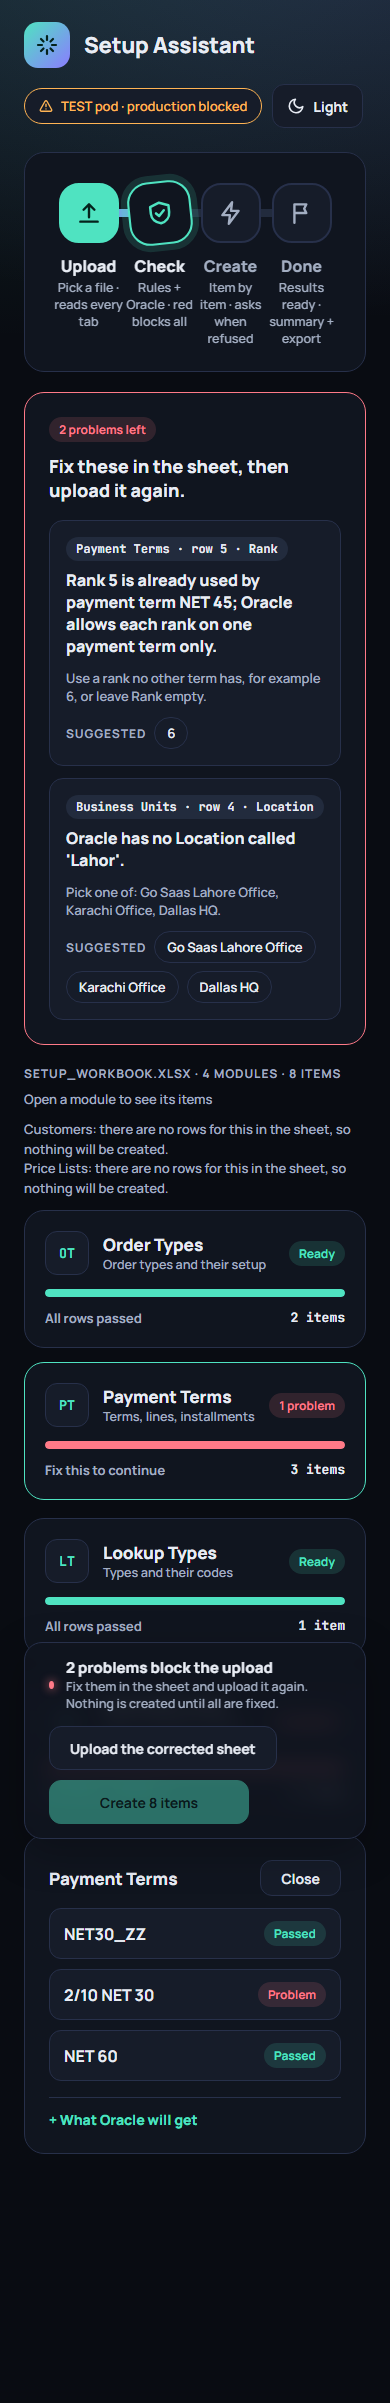 Setup Assistant
TEST pod · production blocked
Light
Upload
Pick a file ·
reads every
tab
Check
Rules +
Oracle · red
blocks all
Create
Item by
item · asks
when
refused
Done
Results
ready ·
summary +
export
2 problems left
Fix these in the sheet, then
upload it again.
Payment Terms · row 5 · Rank
Rank 5 is already used by
payment term NET 45; Oracle
allows each rank on one
payment term only.
Use a rank no other term has, for example
6, or leave Rank empty.
SUGGESTED 6
Business Units · row 4 · Location
Oracle has no Location called
'Lahor'.
Pick one of: Go Saas Lahore Office,
Karachi Office, Dallas HQ.
SUGGESTED Go Saas Lahore Office
Karachi Office Dallas HQ
SETUP_WORKBOOK.XLSX · 4 MODULES · 8 ITEMS
Open a module to see its items
Customers: there are no rows for this in the sheet, so
nothing will be created.
Price Lists: there are no rows for this in the sheet, so
nothing will be created.
OT
Order Types
Order types and their setup
Ready
All rows passed
2 items
PT
Payment Terms
Terms, lines, installments
1 problem
Fix this to continue
3 items
LT
Lookup Types
Types and their codes
Ready
All rows passed
1 item
2 problems block the upload
Fix them in the sheet and upload it again.
Nothing is created until all are fixed.
Upload the corrected sheet
Create 8 items
Payment Terms
Close
NET30_ZZ
Passed
2/10 NET 30
Problem
NET 60
Passed
+ What Oracle will get